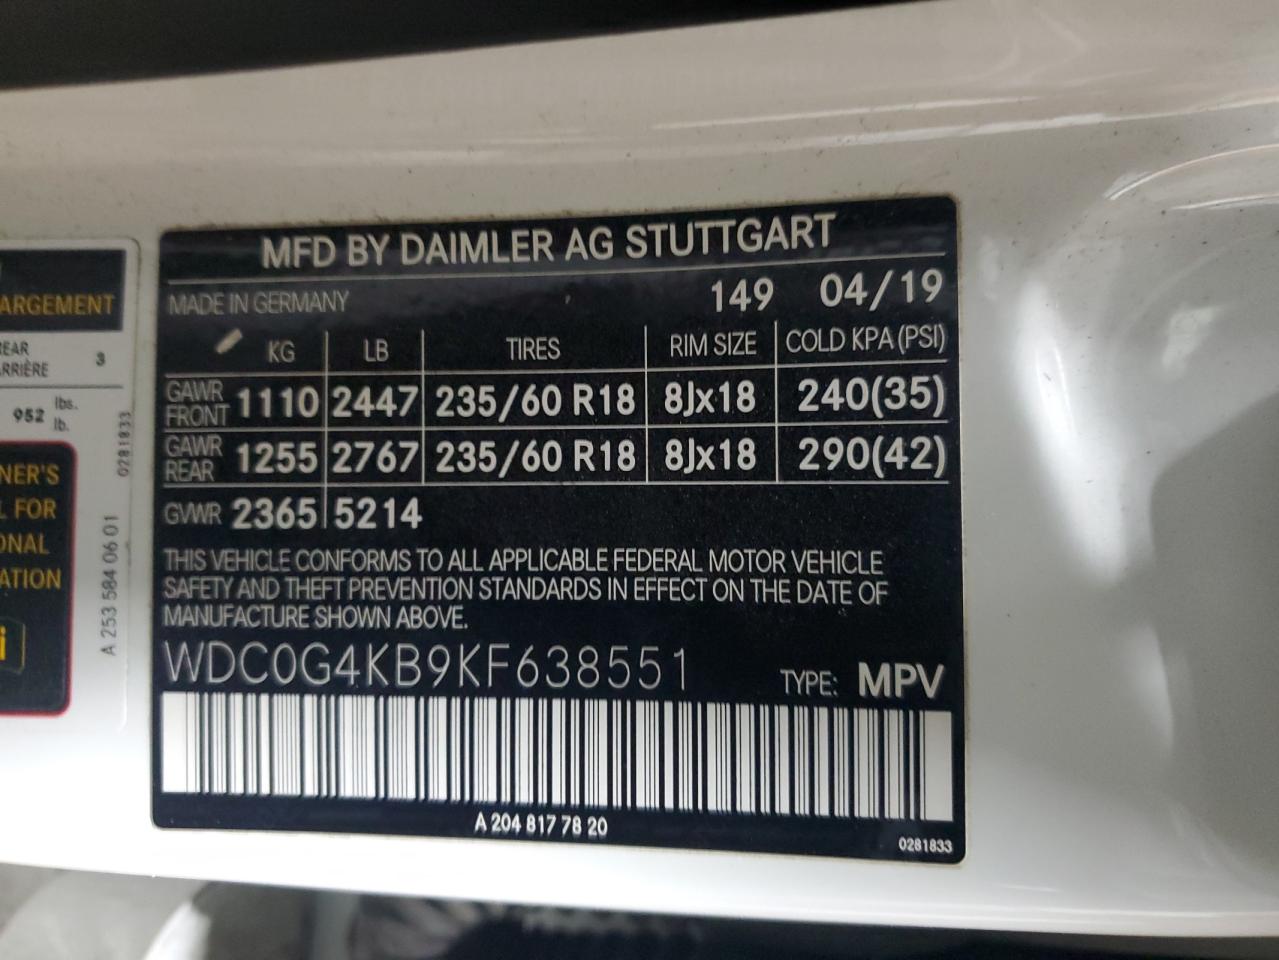 ARGEMENT
EAR
RRIÈRE 3
952 lbs.
lb.
NER'S
L FOR
ONAL
ATION
i
0281833
A 253 584 06 01
MFD BY DAIMLER AG STUTTGART
MADE IN GERMANY 149 04/19
KG LB TIRES RIM SIZE COLD KPA (PSI)
GAWR FRONT 1110 2447 235/60 R18 8Jx18 240(35)
GAWR REAR 1255 2767 235/60 R18 8Jx18 290(42)
GVWR 2365 5214
THIS VEHICLE CONFORMS TO ALL APPLICABLE FEDERAL MOTOR VEHICLE
SAFETY AND THEFT PREVENTION STANDARDS IN EFFECT ON THE DATE OF
MANUFACTURE SHOWN ABOVE.
WDC0G4KB9KF638551 TYPE: MPV
A 204 817 78 20
0281833